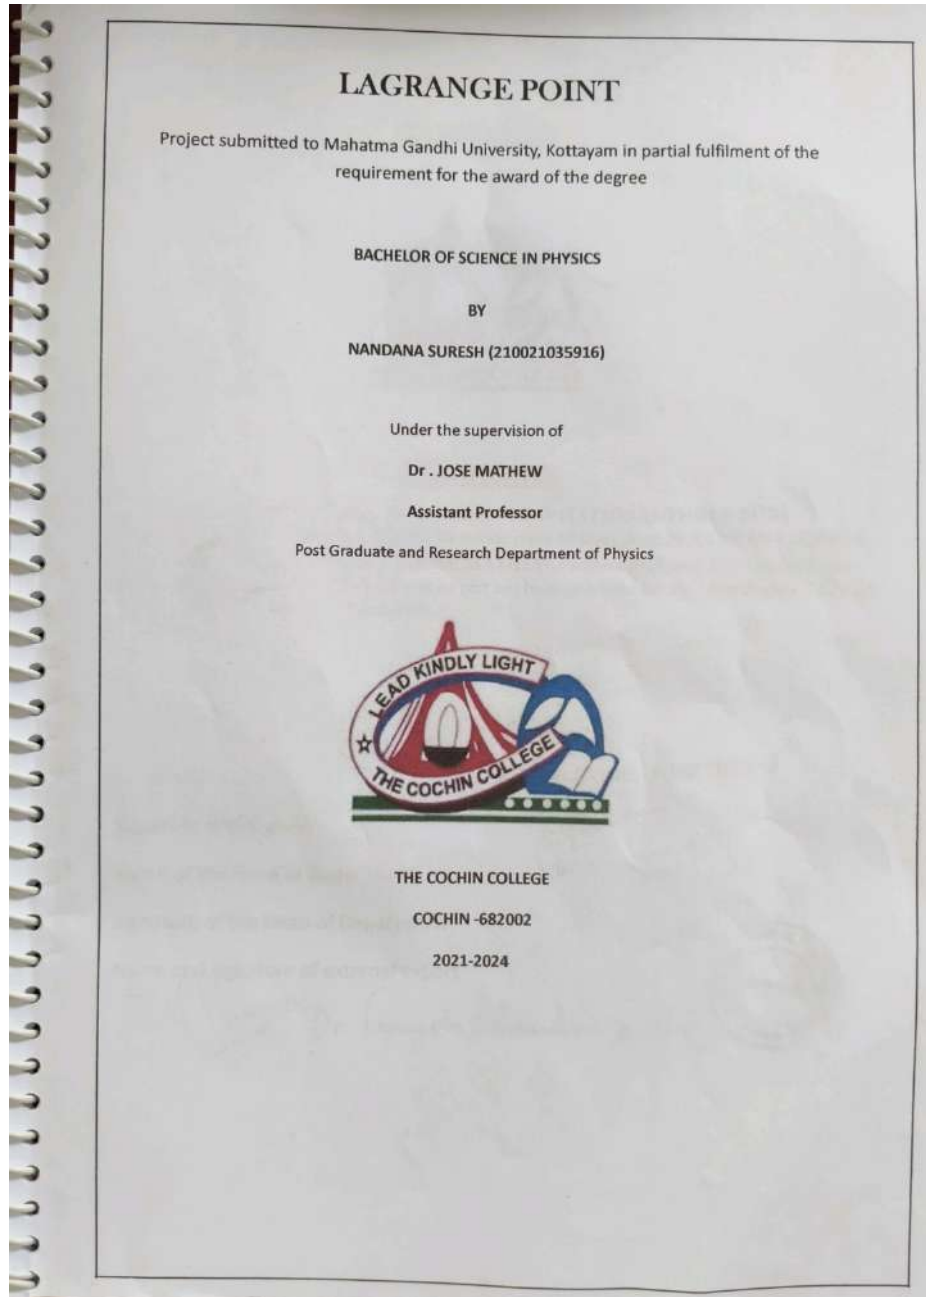 LAGRANGE POINT
Project submitted to Mahatma Gandhi University, Kottayam in partial fulfilment of the
requirement for the award of the degree
BACHELOR OF SCIENCE IN PHYSICS
BY
NANDANA SURESH (210021035916)
Under the supervision of
Dr . JOSE MATHEW
Assistant Professor
Post Graduate and Research Department of Physics
LEAD KINDLY LIGHT
THE COCHIN COLLEGE
THE COCHIN COLLEGE
COCHIN -682002
2021-2024